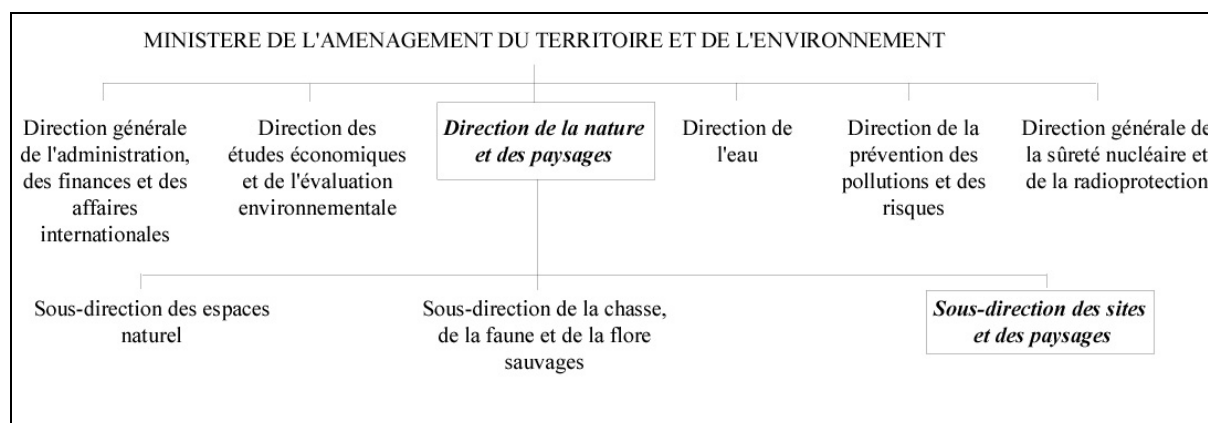 MINISTERE DE L'AMENAGEMENT DU TERRITOIRE ET DE L'ENVIRONNEMENT
Direction générale
de l'administration,
des finances et des
affaires
internationales
Direction des
études économiques
et de l'évaluation
environnementale
Direction de la nature
et des paysages
Direction de
l'eau
Direction de la
prévention des
pollutions et des
risques
Direction générale de
la sûreté nucléaire et
de la radioprotection
Sous-direction des espaces
naturel
Sous-direction de la chasse,
de la faune et de la flore
sauvages
Sous-direction des sites
et des paysages